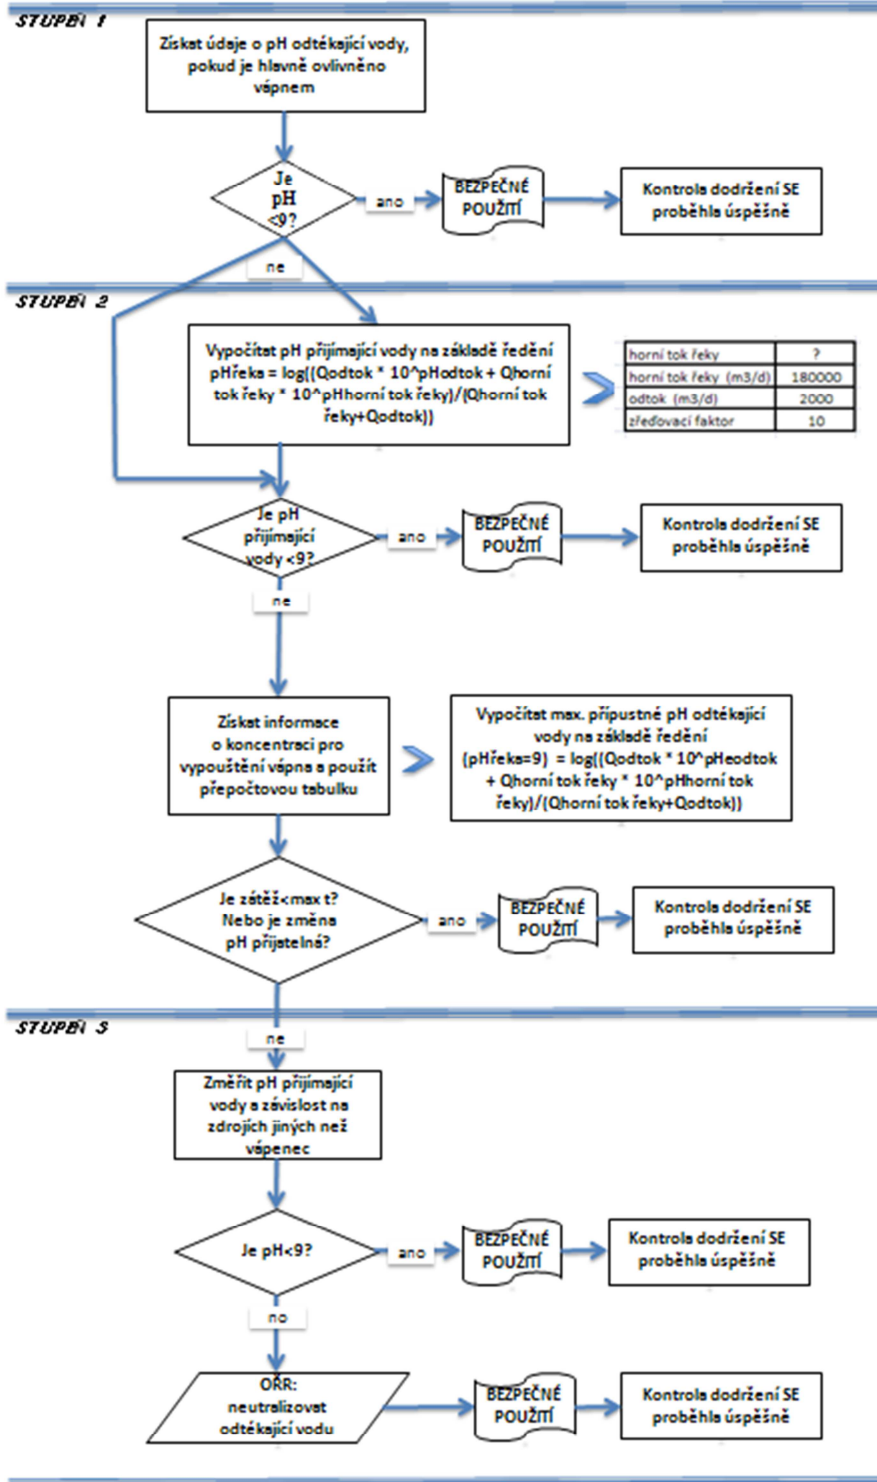 STUPEŇ 1
Získat údaje o pH odtékající vody,
pokud je hlavně ovlivněno
vápnem
Je
pH
<9?
ano
BEZPEČNÉ
POUŽITÍ
Kontrola dodržení SE
proběhla úspěšně
ne
STUPEŇ 2
Vypočítat pH přijímající vody na základě ředění
pHřeka = log((Qodtok * 10^pHodtok + Qhorní
tok řeky * 10^pHhorní tok řeky)/(Qhorní tok
řeky+Qodtok))
horní tok řeky ?
horní tok řeky (m3/d) 180000
odtok (m3/d) 2000
zřeďovací faktor 10
Je pH
přijímající
vody <9?
ano
BEZPEČNÉ
POUŽITÍ
Kontrola dodržení SE
proběhla úspěšně
ne
Získat informace
o koncentraci pro
vypouštění vápna a použít
přepočtovou tabulku
Vypočítat max. přípustné pH odtékající
vody na základě ředění
(pHřeka=9) = log((Qodtok * 10^pHeodtok
+ Qhorní tok řeky * 10^pHhorní tok
řeky)/(Qhorní tok řeky+Qodtok))
Je zátěž<max t?
Nebo je změna
pH přijatelná?
ano
BEZPEČNÉ
POUŽITÍ
Kontrola dodržení SE
proběhla úspěšně
STUPEŇ 3
ne
Změřit pH přijímající
vody a závislost na
zdrojích jiných než
vápenec
Je pH<9?
ano
BEZPEČNÉ
POUŽITÍ
Kontrola dodržení SE
proběhla úspěšně
no
OŘR:
neutralizovat
odtékající vodu
BEZPEČNÉ
POUŽITÍ
Kontrola dodržení SE
proběhla úspěšně